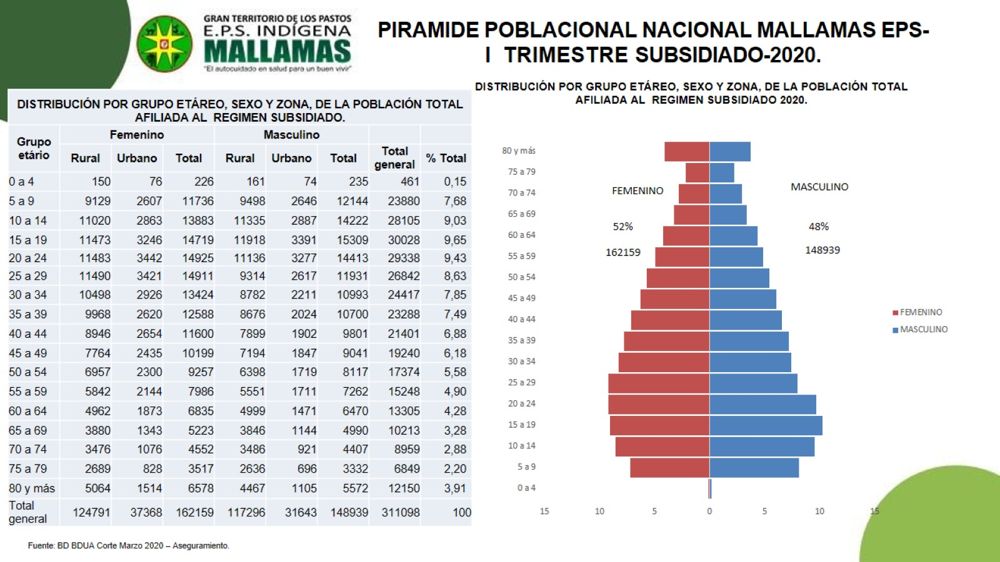 GRAN TERRITORIO DE LOS PASTOS
E.P.S. INDÍGENA
MALLAMAS
"El autocuidado en salud para un buen vivir"
PIRAMIDE POBLACIONAL NACIONAL MALLAMAS EPS-
I TRIMESTRE SUBSIDIADO-2020.
DISTRIBUCIÓN POR GRUPO ETÁREO, SEXO Y ZONA, DE LA POBLACIÓN TOTAL
AFILIADA AL REGIMEN SUBSIDIADO.
Grupo etário Femenino Masculino
Rural Urbano Total Rural Urbano Total Total general % Total
0 a 4 150 76 226 161 74 235 461 0,15
5 a 9 9129 2607 11736 9498 2646 12144 23880 7,68
10 a 14 11020 2863 13883 11335 2887 14222 28105 9,03
15 a 19 11473 3246 14719 11918 3391 15309 30028 9,65
20 a 24 11483 3442 14925 11136 3277 14413 29338 9,43
25 a 29 11490 3421 14911 9314 2617 11931 26842 8,63
30 a 34 10498 2926 13424 8782 2211 10993 24417 7,85
35 a 39 9968 2620 12588 8676 2024 10700 23288 7,49
40 a 44 8946 2654 11600 7899 1902 9801 21401 6,88
45 a 49 7764 2435 10199 7194 1847 9041 19240 6,18
50 a 54 6957 2300 9257 6398 1719 8117 17374 5,58
55 a 59 5842 2144 7986 5551 1711 7262 15248 4,90
60 a 64 4962 1873 6835 4999 1471 6470 13305 4,28
65 a 69 3880 1343 5223 3846 1144 4990 10213 3,28
70 a 74 3476 1076 4552 3486 921 4407 8959 2,88
75 a 79 2689 828 3517 2636 696 3332 6849 2,20
80 y más 5064 1514 6578 4467 1105 5572 12150 3,91
Total general 124791 37368 162159 117296 31643 148939 311098 100
Fuente: BD BDUA Corte Marzo 2020 – Aseguramiento.
DISTRIBUCIÓN POR GRUPO ETÁREO, SEXO Y ZONA, DE LA POBLACIÓN TOTAL
AFILIADA AL REGIMEN SUBSIDIADO 2020.
80 y más
75 a 79
70 a 74
65 a 69
60 a 64
55 a 59
50 a 54
45 a 49
40 a 44
35 a 39
30 a 34
25 a 29
20 a 24
15 a 19
10 a 14
5 a 9
0 a 4
FEMENINO
52%
162159
MASCULINO
48%
148939
FEMENINO
MASCULINO
15 10 5 0 5 10 15